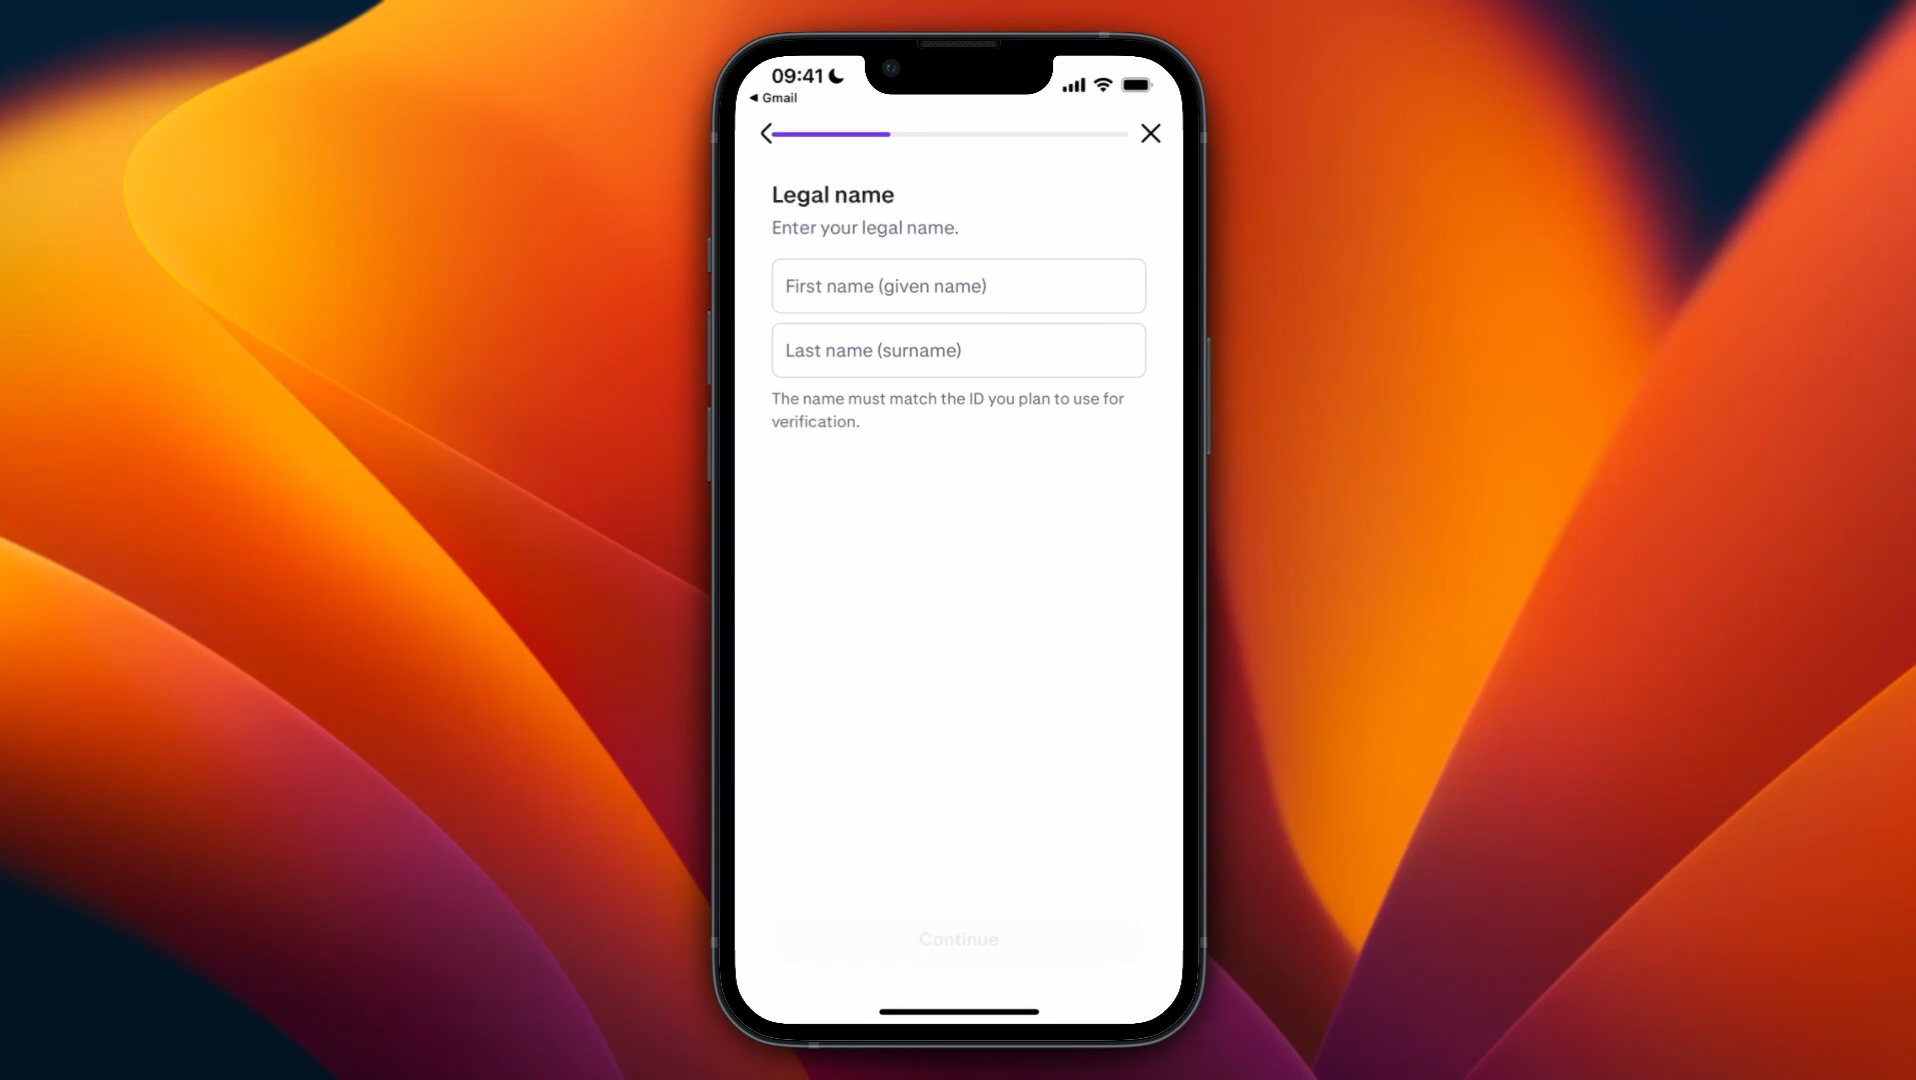 09:41
◀ Gmail
Legal name
Enter your legal name.
First name (given name)
Last name (surname)
The name must match the ID you plan to use for
verification.
Continue